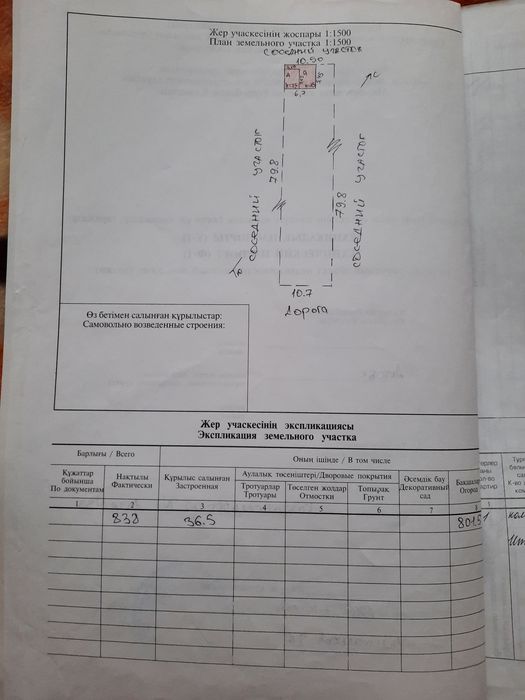 Жер учаскесінің жоспары 1:1500
План земельного участка 1:1500
СОСЕДНИЙ УЧАСТОК
10.90
А
6,7
СОСЕДНИЙ УЧАСТОК
79.8
79.8
СОСЕДНИЙ УЧАСТОК
10.7
Дорога
Өз бетімен салынған құрылыстар:
Самовольно возведенные строения:
Жер учаскесінің экспликациясы
Экспликация земельного участка
Барлығы / Всего
Оның ішінде / В том числе
Құжаттар бойынша По документам
Нақтылы Фактически
Құрылыс салынған Застроенная
Аулалық төсеніштері/Дворовые покрытия
Тротуарлар Тротуары
Төселген жолдар Отмостки
Топырақ Грунт
Әсемдік бау Декоративный сад
1 2 3 4 5 6 7 8
838 36.5 801.5